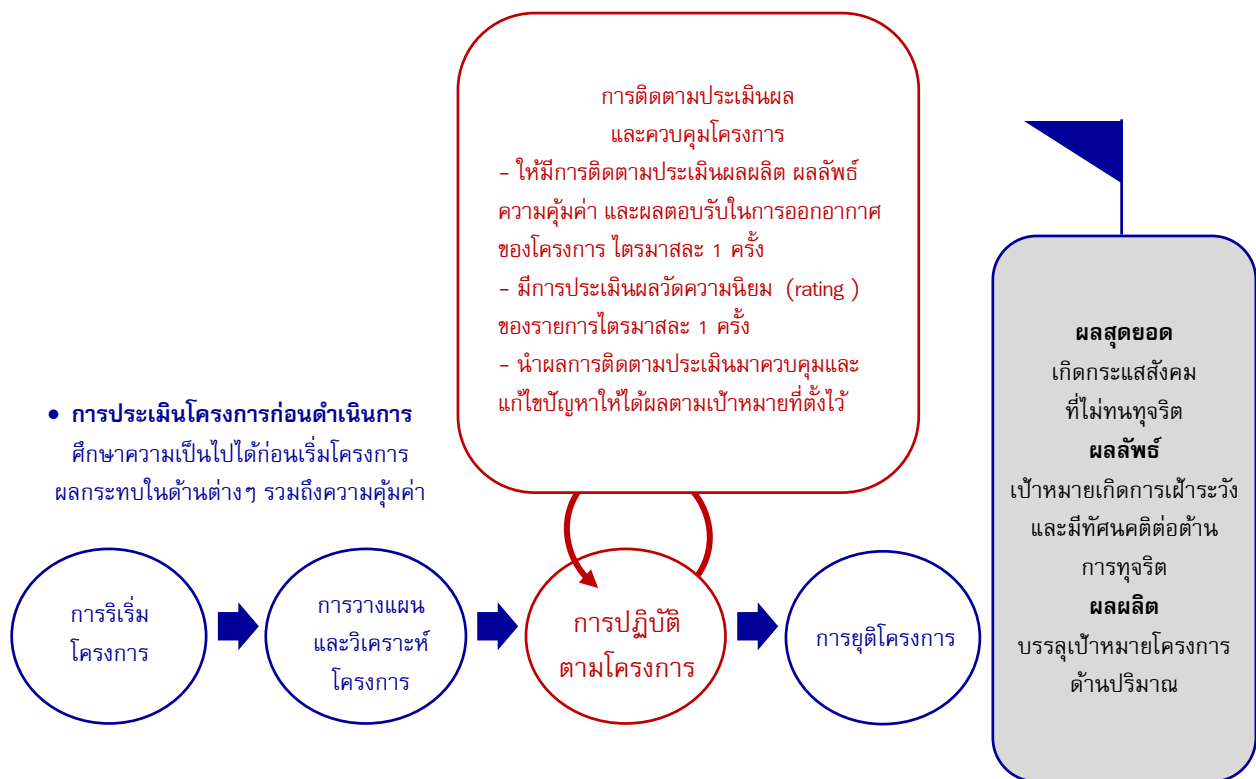 การติดตามประเมินผล
และควบคุมโครงการ
- ให้มีการติดตามประเมินผลผลิต ผลลัพธ์
ความคุ้มค่า และผลตอบรับในการออกอากาศ
ของโครงการ ไตรมาสละ 1 ครั้ง
- มีการประเมินผลวัดความนิยม (rating )
ของรายการไตรมาสละ 1 ครั้ง
- นำผลการติดตามประเมินมาควบคุมและ
แก้ไขปัญหาให้ได้ผลตามเป้าหมายที่ตั้งไว้
• การประเมินโครงการก่อนดำเนินการ
ศึกษาความเป็นไปได้ก่อนเริ่มโครงการ
ผลกระทบในด้านต่างๆ รวมถึงความคุ้มค่า
การริเริ่ม
โครงการ
การวางแผน
และวิเคราะห์
โครงการ
การปฏิบัติ
ตามโครงการ
การยุติโครงการ
ผลสุดยอด
เกิดกระแสสังคม
ที่ไม่ทนทุจริต
ผลลัพธ์
เป้าหมายเกิดการเฝ้าระวัง
และมีทัศนคติต่อต้าน
การทุจริต
ผลผลิต
บรรลุเป้าหมายโครงการ
ด้านปริมาณ